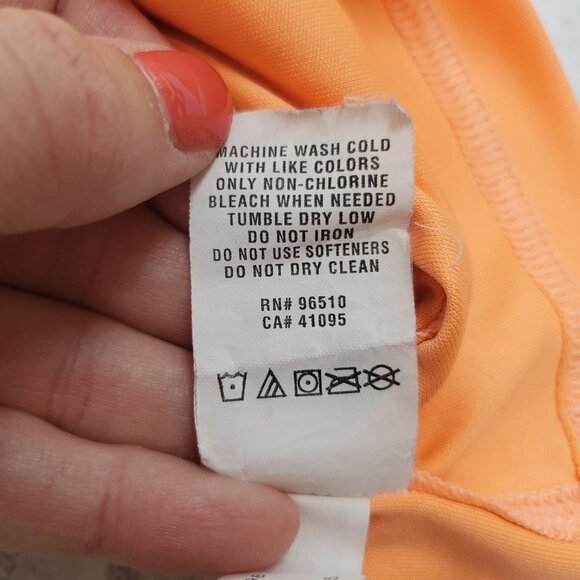 MACHINE WASH COLD
WITH LIKE COLORS
ONLY NON-CHLORINE
BLEACH WHEN NEEDED
TUMBLE DRY LOW
DO NOT IRON
DO NOT USE SOFTENERS
DO NOT DRY CLEAN
RN# 96510
CA# 41095